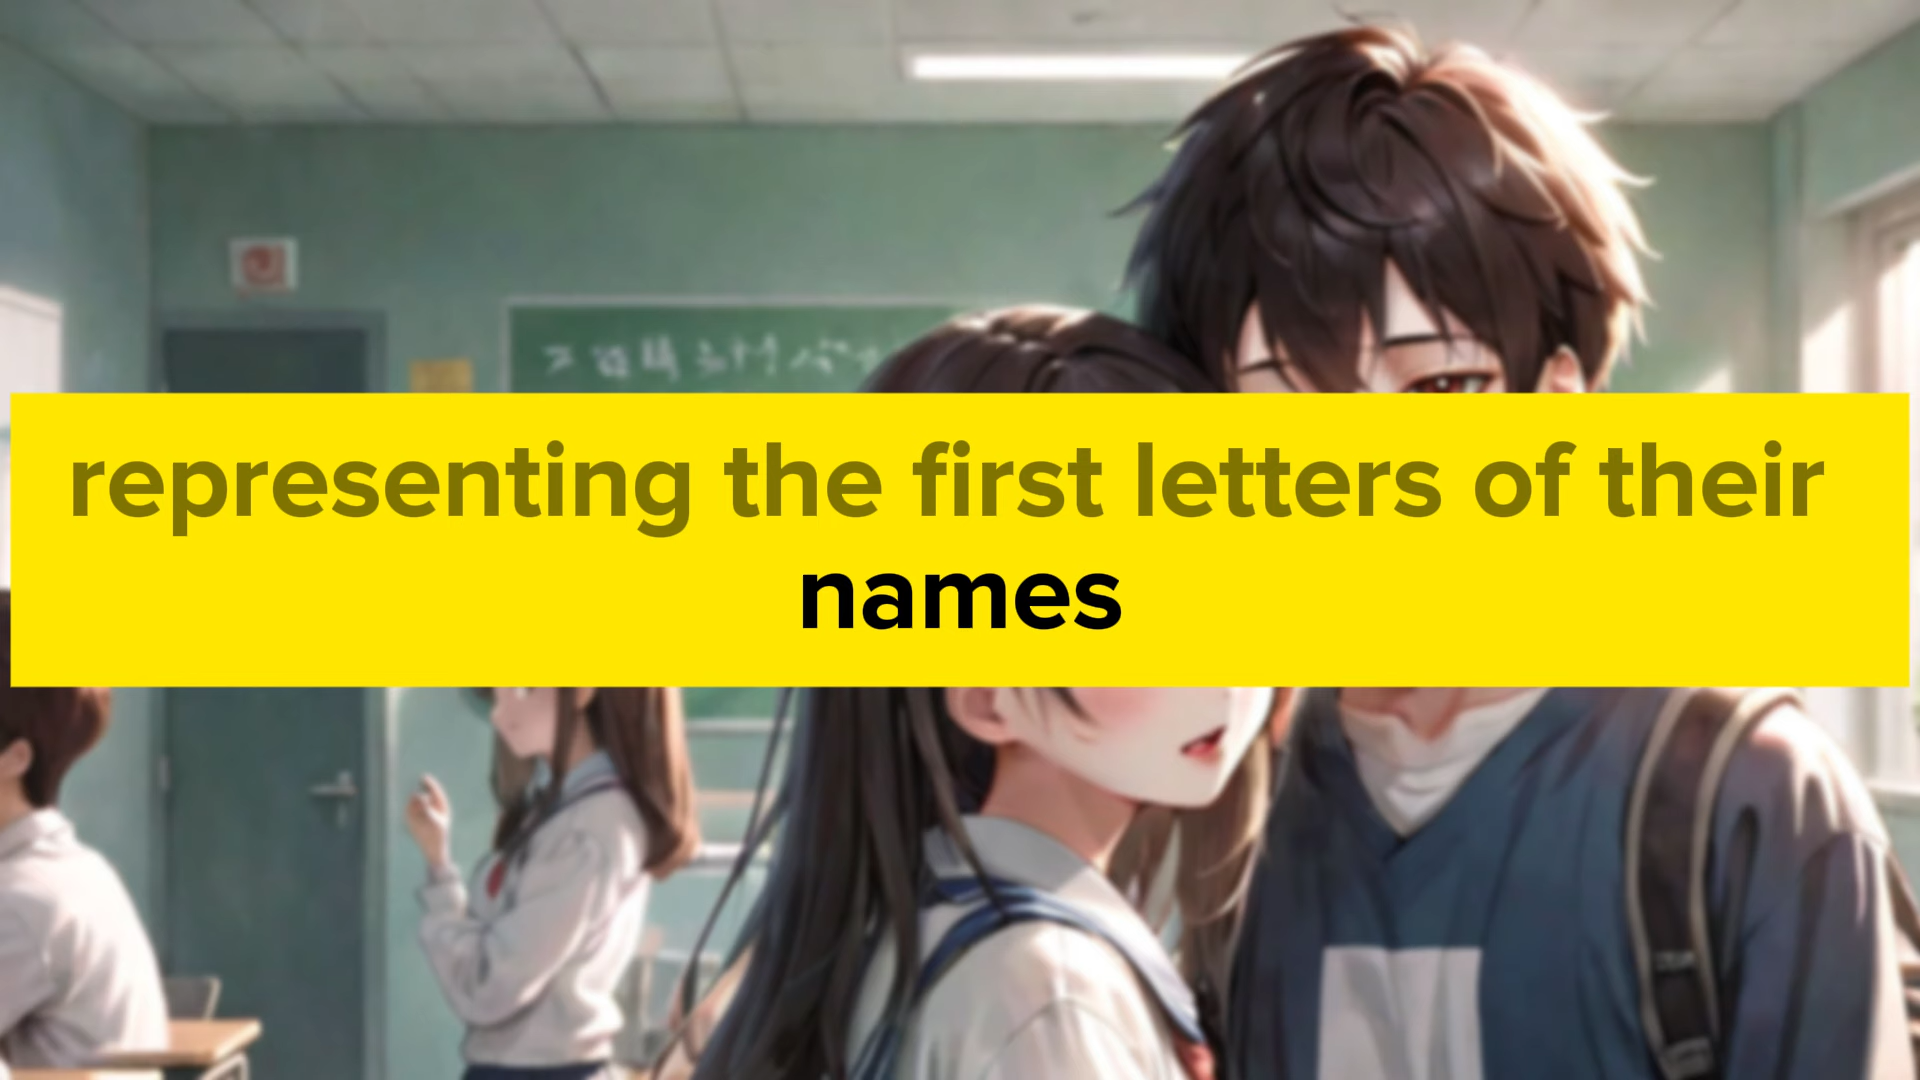 representing the first letters of their
names